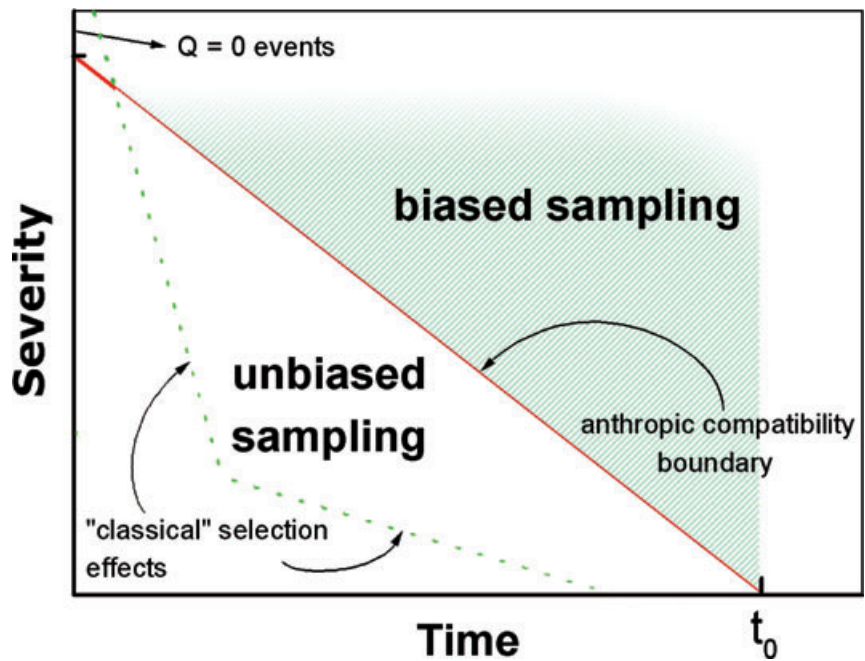 Q = 0 events
biased sampling
Severity
unbiased
sampling
anthropic compatibility
boundary
"classical" selection
effects
Time
t₀